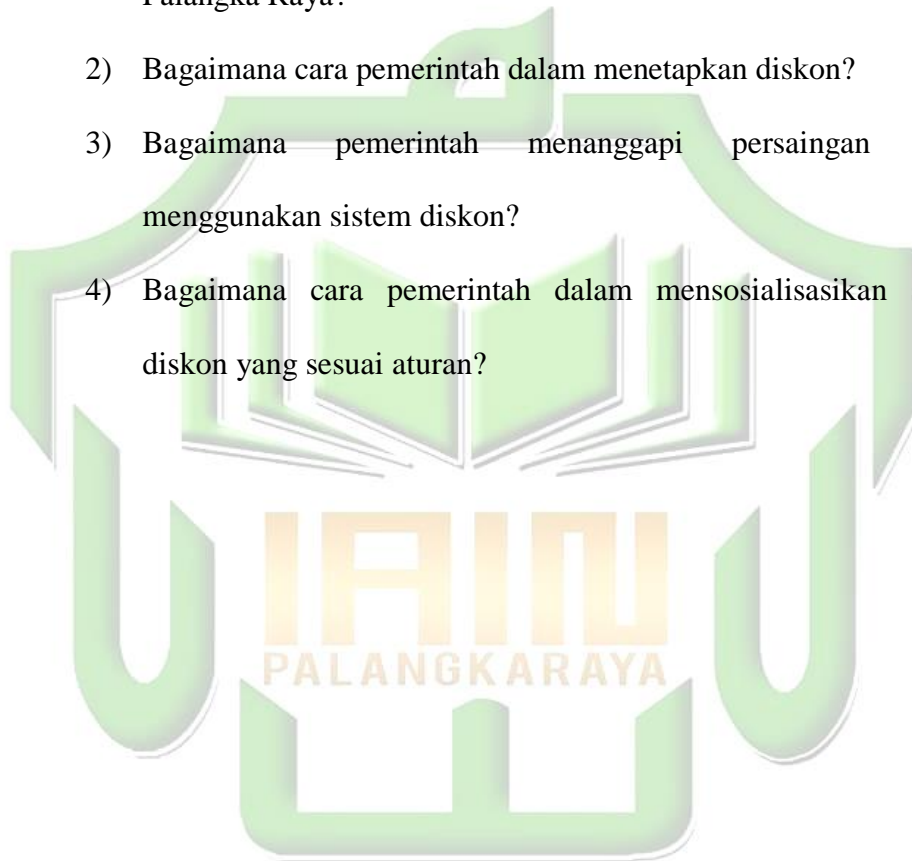 Palangka Raya?
2) Bagaimana cara pemerintah dalam menetapkan diskon?
3) Bagaimana pemerintah menanggapi persaingan
menggunakan sistem diskon?
4) Bagaimana cara pemerintah dalam mensosialisasikan
diskon yang sesuai aturan?
IAIN
PALANGKARAYA